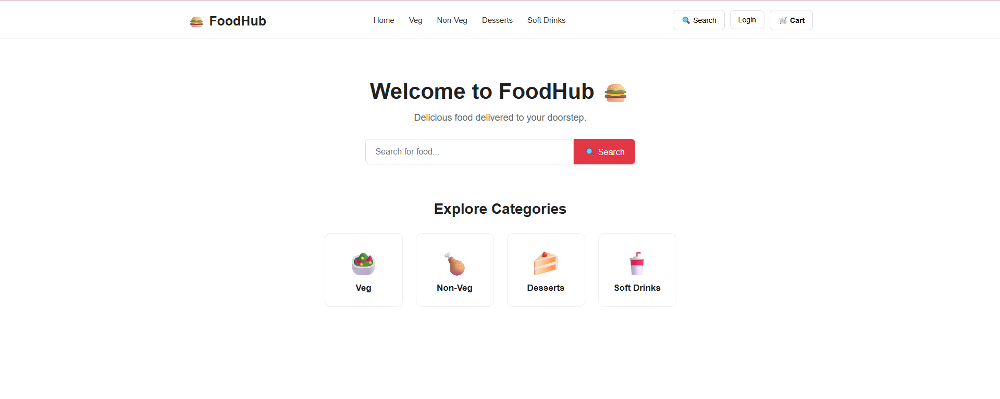 FoodHub
Home Veg Non-Veg Desserts Soft Drinks
Search Login Cart
Welcome to FoodHub
Delicious food delivered to your doorstep.
Search for food...
Search
Explore Categories
Veg
Non-Veg
Desserts
Soft Drinks